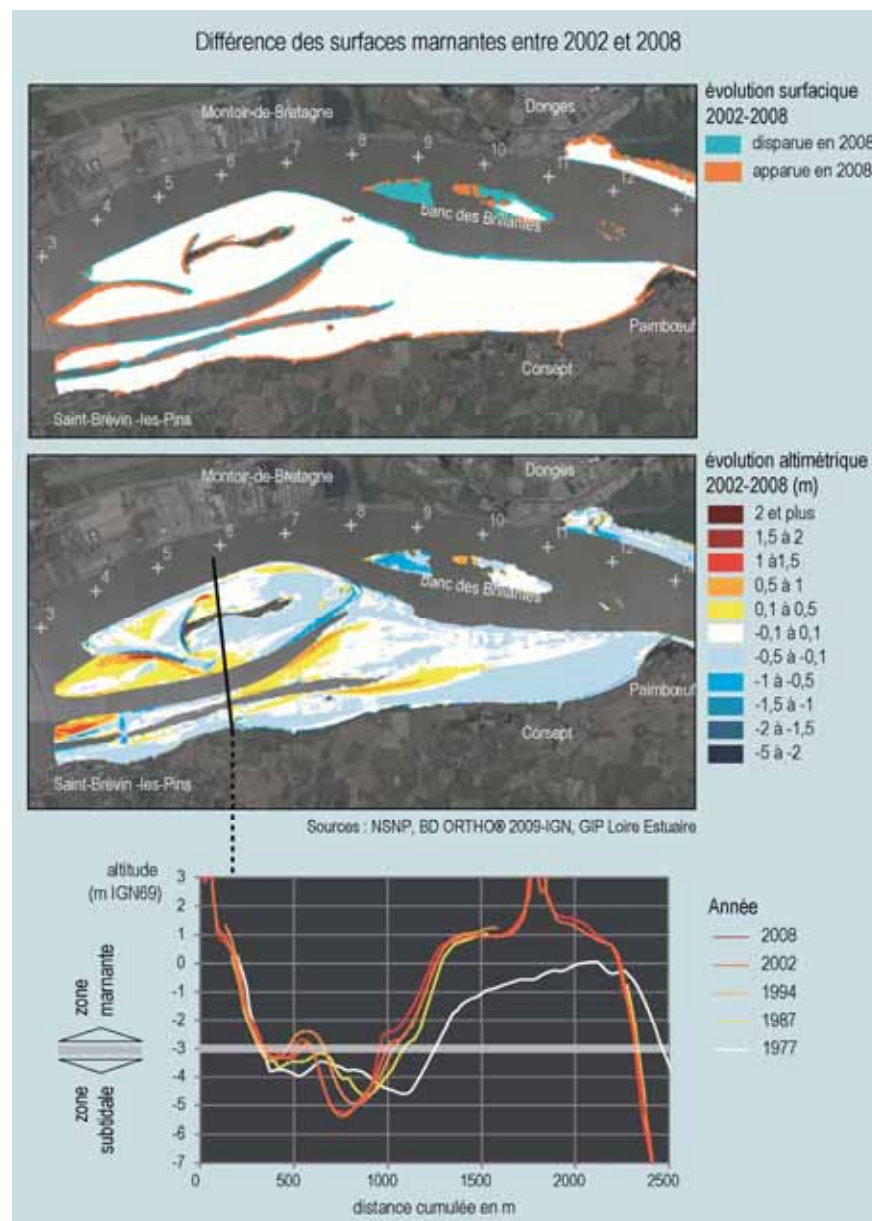 Différence des surfaces marnantes entre 2002 et 2008
évolution surfacique
2002-2008
disparue en 2008
apparue en 2008
Montoir-de-Bretagne
Donges
3
4
5
6
7
8
9
10
11
12
banc des Brillantes
Paimbœuf
Corsept
Saint-Brévin -les-Pins
évolution altimétrique
2002-2008 (m)
2 et plus
1,5 à 2
1 à1,5
0,5 à 1
0,1 à 0,5
-0,1 à 0,1
-0,5 à -0,1
-1 à -0,5
-1,5 à -1
-2 à -1,5
-5 à -2
Montoir-de-Bretagne
Donges
3
4
5
6
7
8
9
10
11
12
banc des Brillantes
Paimbœuf
Corsept
Saint-Brévin -les-Pins
Sources : NSNP, BD ORTHO® 2009-IGN, GIP Loire Estuaire
altitude
(m IGN69)
3
2
1
0
-1
-2
-3
-4
-5
-6
-7
zone
marnante
zone
subtidale
0
500
1000
1500
2000
2500
distance cumulée en m
Année
2008
2002
1994
1987
1977